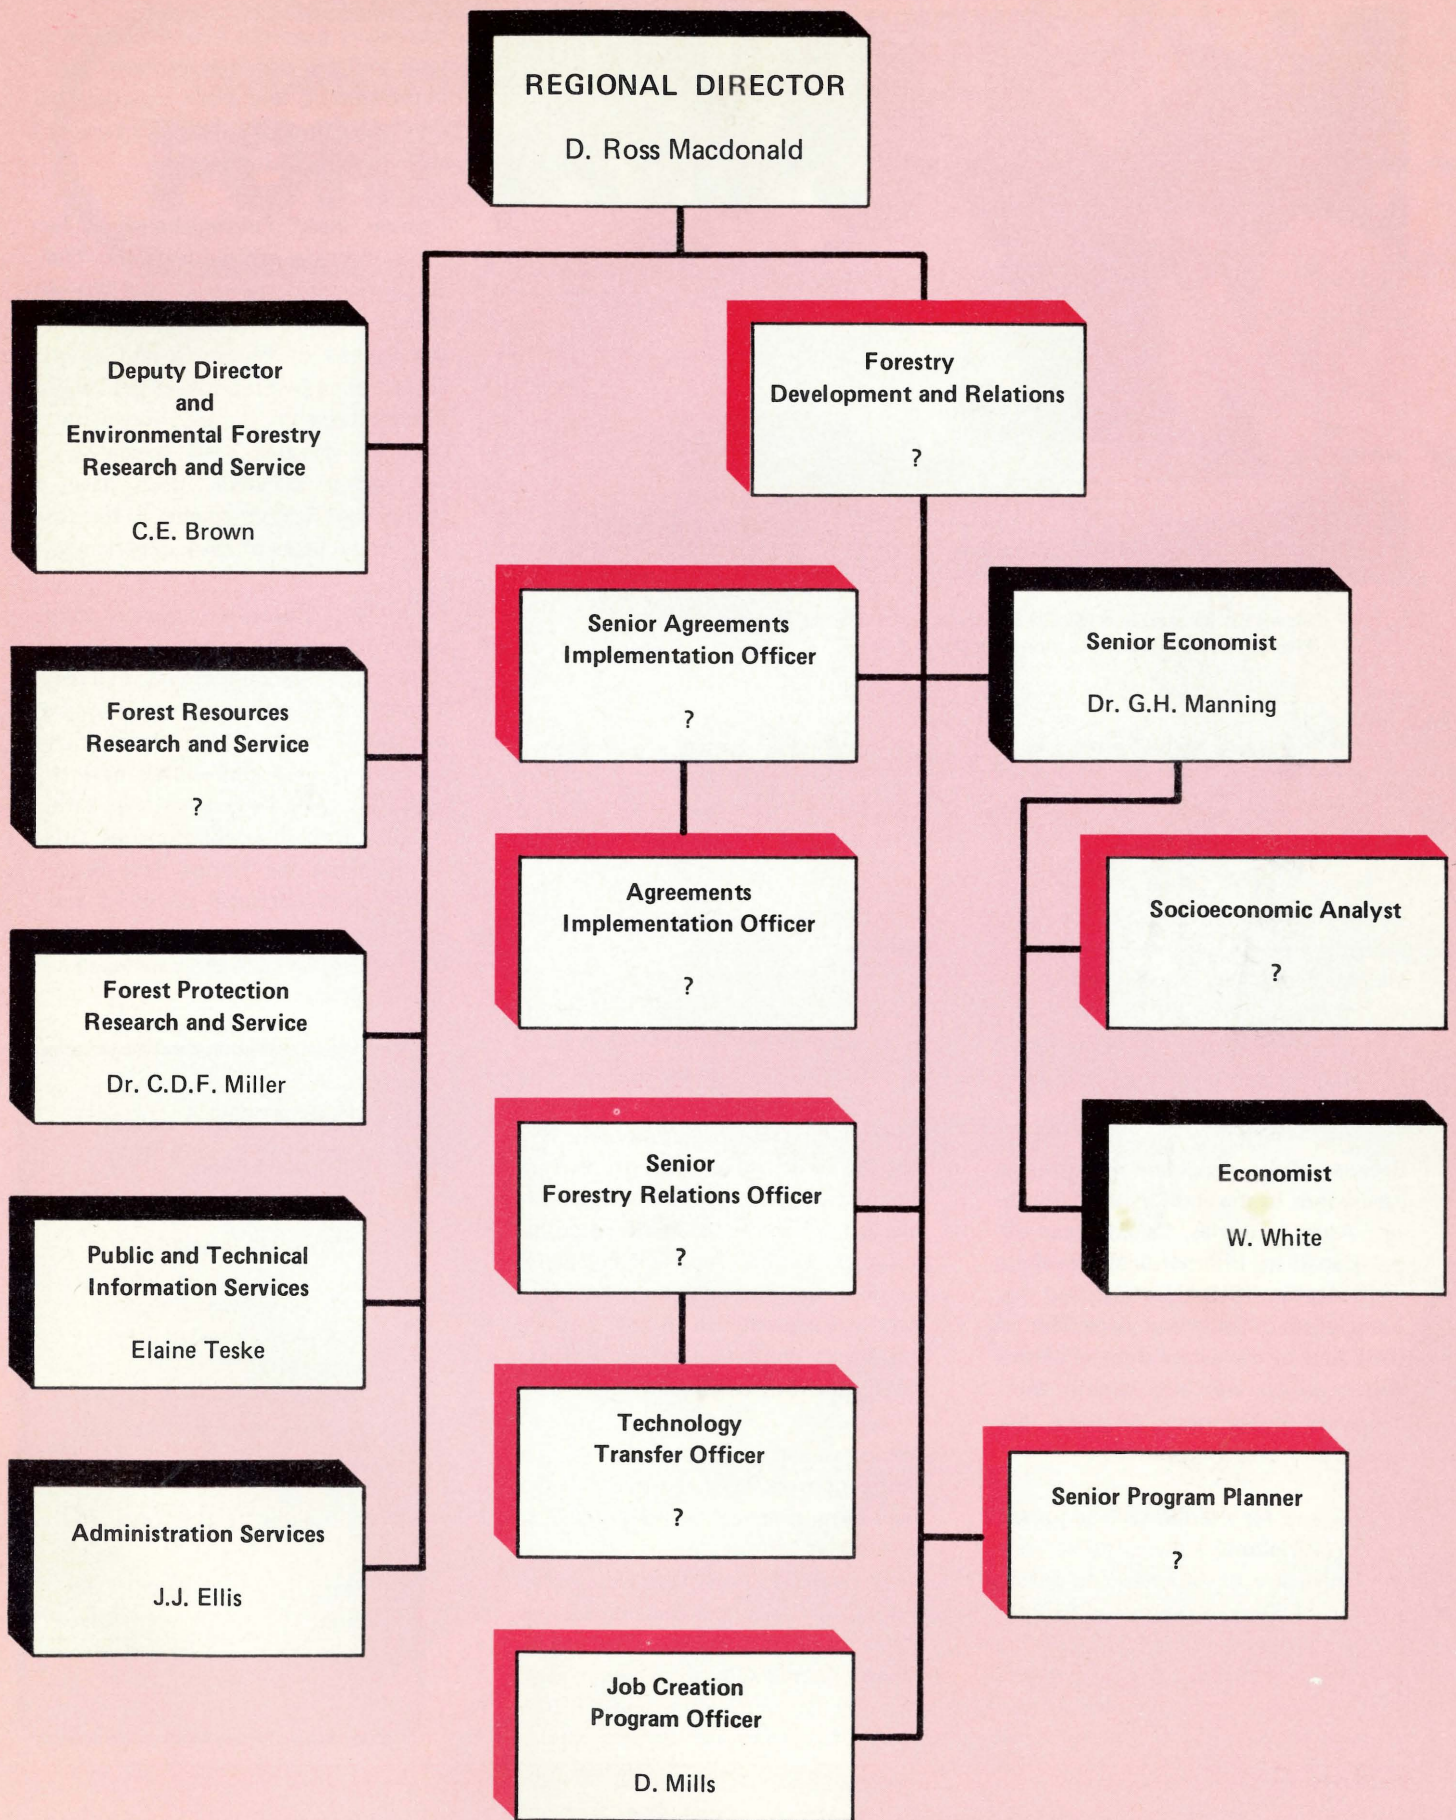 REGIONAL DIRECTOR
D. Ross Macdonald
Deputy Director
and
Environmental Forestry
Research and Service
C.E. Brown
Forest Resources
Research and Service
?
Forest Protection
Research and Service
Dr. C.D.F. Miller
Public and Technical
Information Services
Elaine Teske
Administration Services
J.J. Ellis
Forestry
Development and Relations
?
Senior Agreements
Implementation Officer
?
Agreements
Implementation Officer
?
Senior Economist
Dr. G.H. Manning
Socioeconomic Analyst
?
Economist
W. White
Senior
Forestry Relations Officer
?
Technology
Transfer Officer
?
Senior Program Planner
?
Job Creation
Program Officer
D. Mills